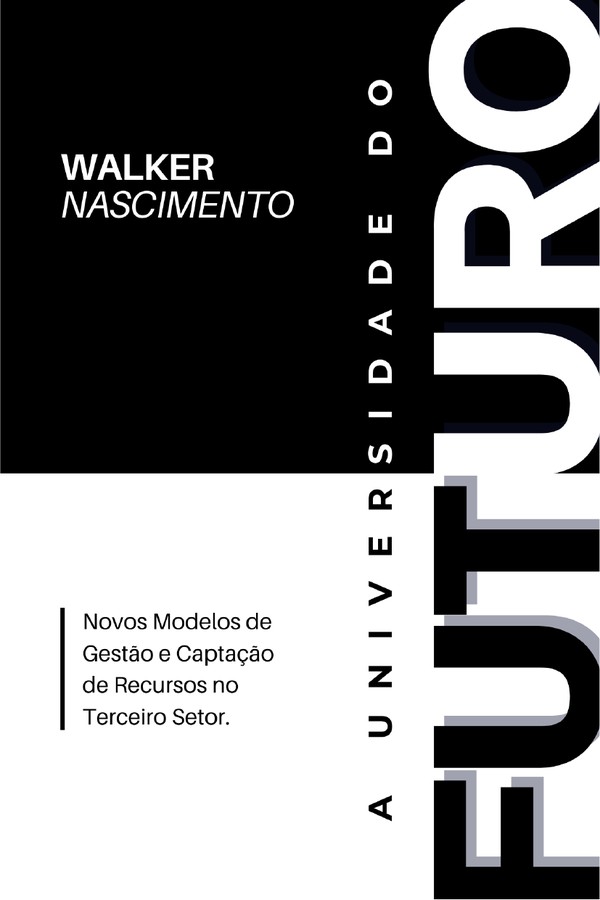 WALKER
NASCIMENTO
A UNIVERSIDADE DO
FUTURO
Novos Modelos de
Gestão e Captação
de Recursos no
Terceiro Setor.